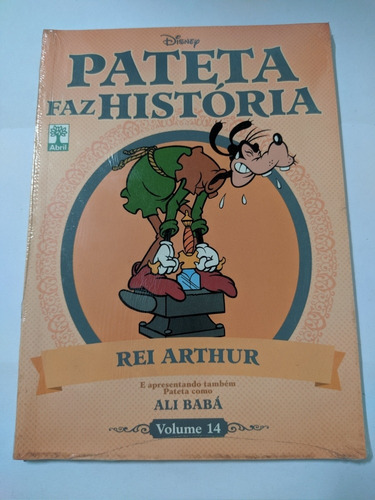 Disney
PATETA
FAZ HISTÓRIA
Abril
REI ARTHUR
E apresentando também
Pateta como
ALI BABÁ
Volume 14